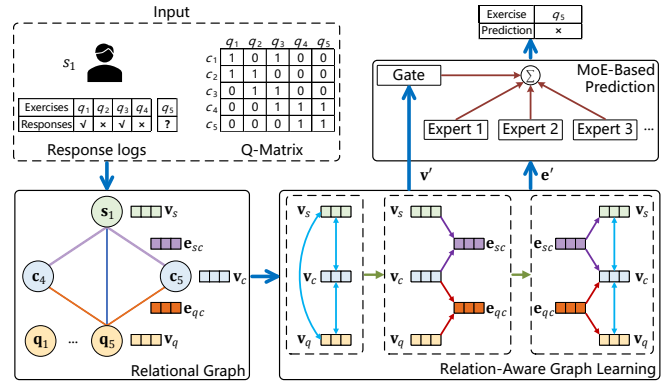 Input
s1
Exercises q1 q2 q3 q4 q5
Responses √ × √ × ?
Response logs
q1 q2 q3 q4 q5
c1 1 0 1 0 0
c2 1 1 0 0 0
c3 0 1 1 0 0
c4 0 0 0 1 1
c5 0 0 0 1 1
Q-Matrix
Exercise q5
Prediction ×
MoE-Based
Prediction
Gate
Σ
Expert 1 Expert 2 Expert 3 ...
v′ e′
s1 vs
esc
c4 c5 vc
eqc
q1 ... q5 vq
Relational Graph
vs
vc
vq
vs
esc
vc
eqc
vq
vs
esc
vc
eqc
vq
Relation-Aware Graph Learning